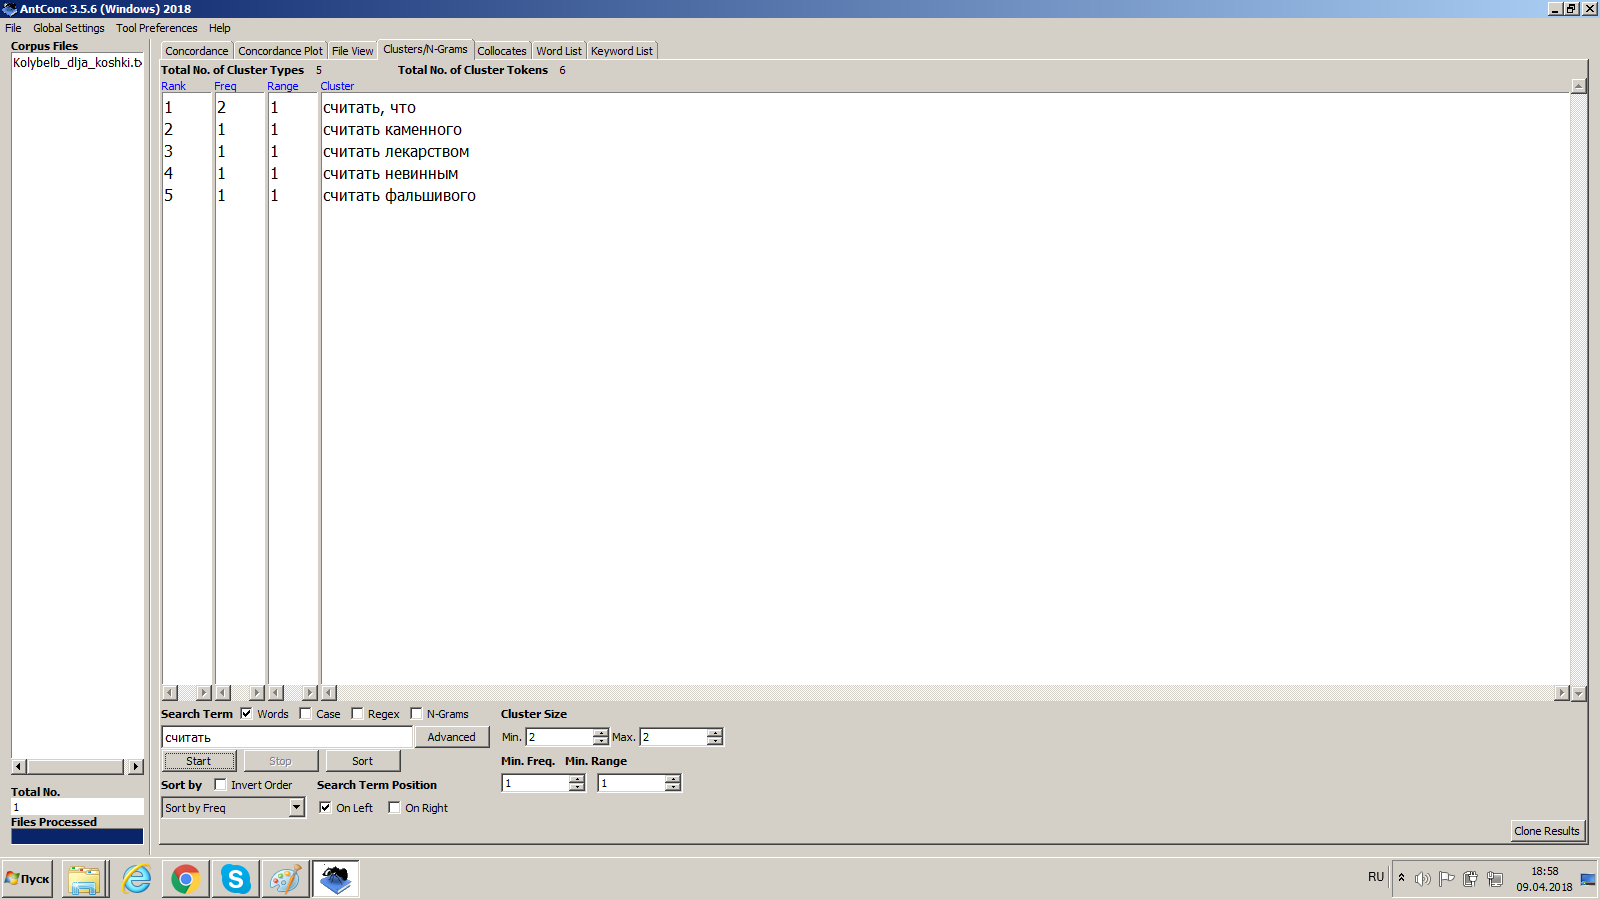 AntConc 3.5.6 (Windows) 2018
File Global Settings Tool Preferences Help
Corpus Files
Kolybelb_dlja_koshki.tx
Concordance Concordance Plot File View Clusters/N-Grams Collocates Word List Keyword List
Total No. of Cluster Types 5 Total No. of Cluster Tokens 6
Rank Freq Range Cluster
1 2 1 считать, что
2 1 1 считать каменного
3 1 1 считать лекарством
4 1 1 считать невинным
5 1 1 считать фальшивого
Search Term Words Case Regex N-Grams Cluster Size
считать Advanced Min. 2 Max. 2
Start Stop Sort Min. Freq. Min. Range
Sort by Invert Order Search Term Position 1 1
Sort by Freq On Left On Right
Total No.
1
Files Processed
Clone Results
Пуск
RU
18:58
09.04.2018